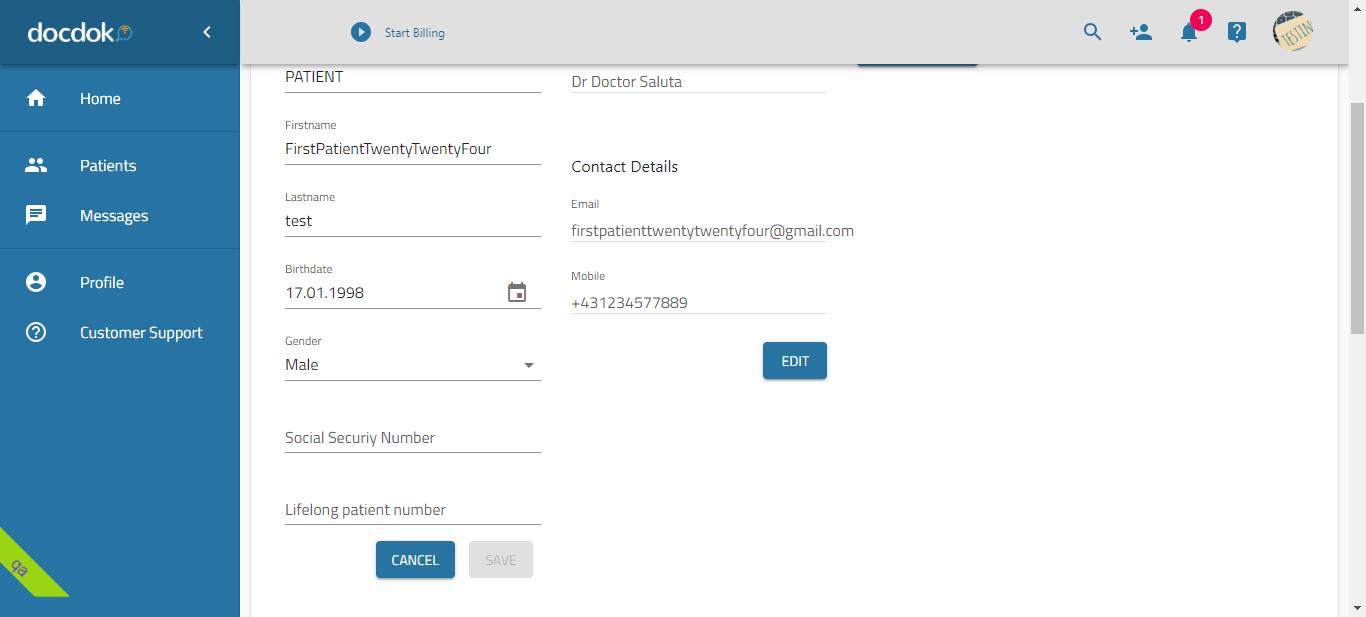 docdok
Start Billing
1
TESTIN
Home
Patients
Messages
Profile
Customer Support
qa
PATIENT
Firstname
FirstPatientTwentyTwentyFour
Lastname
test
Birthdate
17.01.1998
Gender
Male
Social Securiy Number
Lifelong patient number
CANCEL
SAVE
Dr Doctor Saluta
Contact Details
Email
firstpatienttwentytwentyfour@gmail.com
Mobile
+431234577889
EDIT